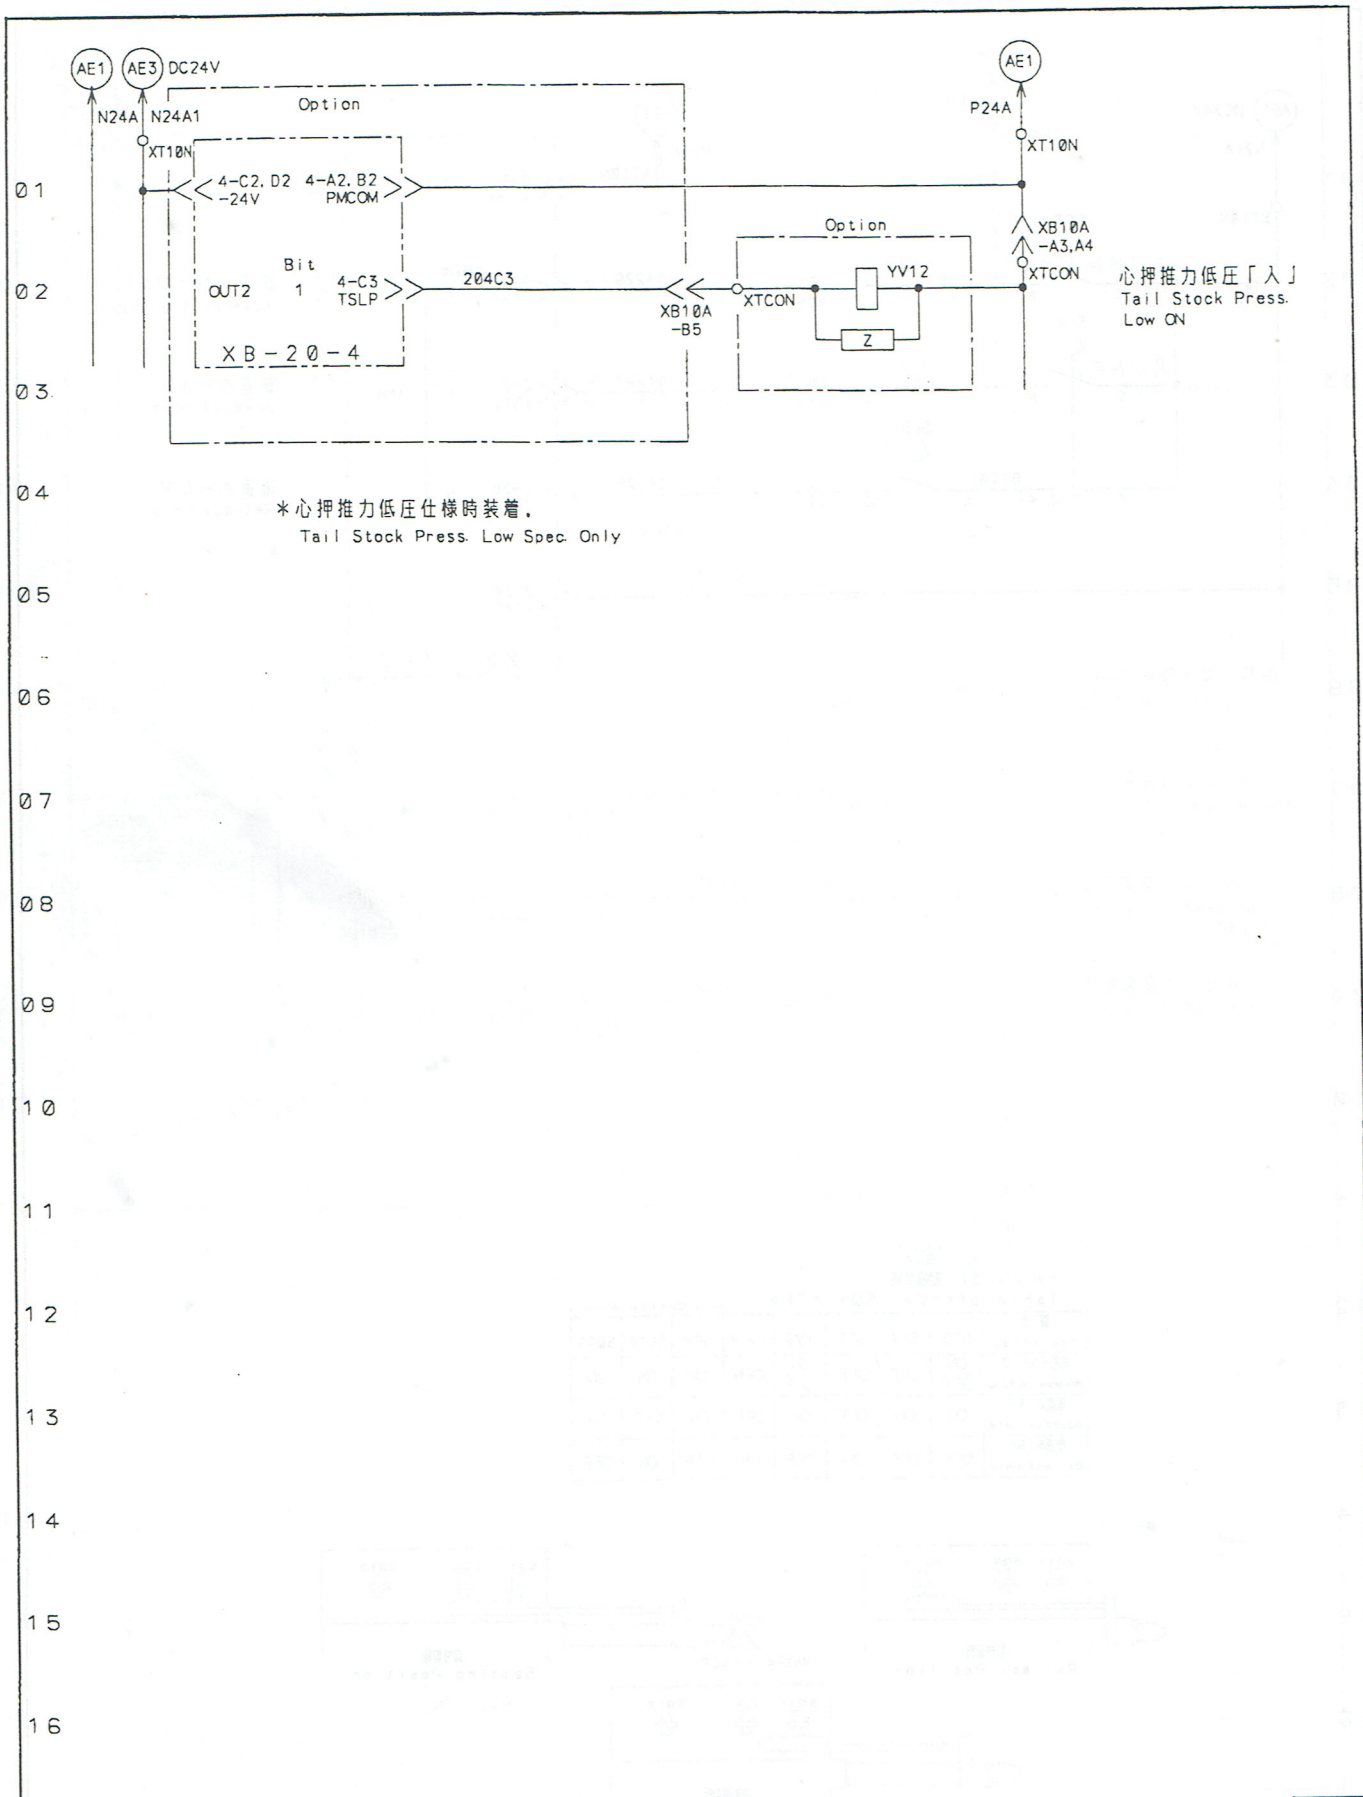 AE1 AE3 DC24V AE1
Option
N24A N24A1 P24A
XT10N XT10N
01 4-C2, D2 4-A2, B2
-24V PMCOM
Option XB10A
-A3,A4
Bit YV12 XTCON 心押推力低圧「入」
02 OUT2 1 4-C3 204C3 Tail Stock Press.
TSLP XB10A XTCON Low ON
-B5
Z
XB-20-4
03.
04
*心押推力低圧仕様時装着.
Tail Stock Press. Low Spec. Only
05
06
07
08
09
10
11
12
13
14
15
16